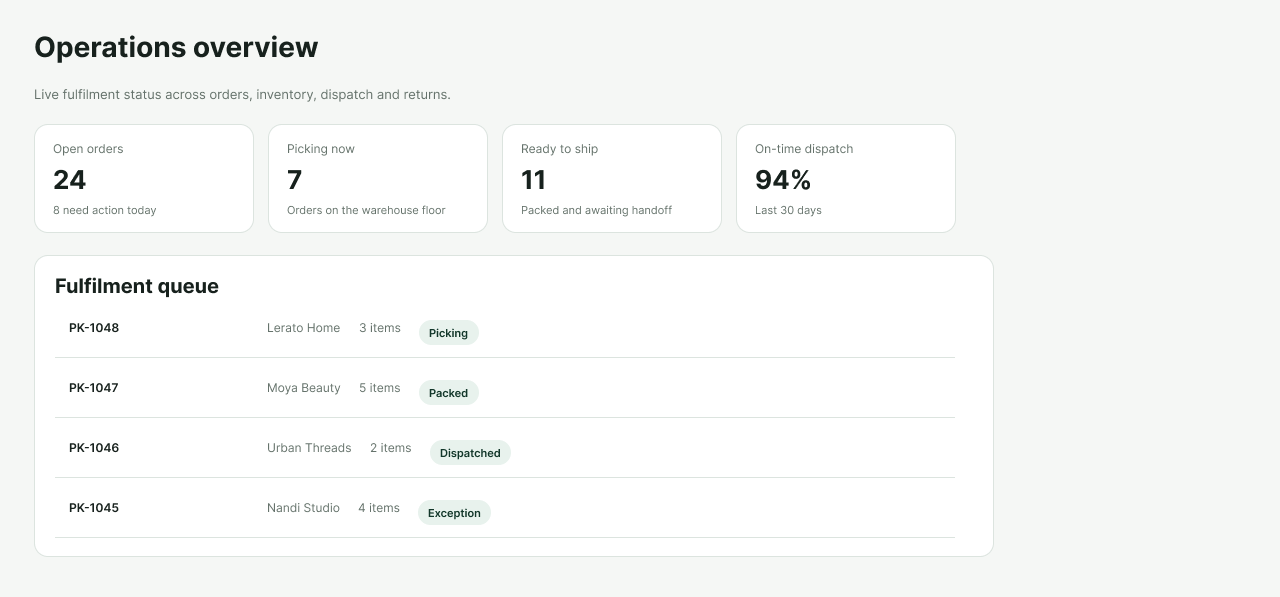 Operations overview
Live fulfilment status across orders, inventory, dispatch and returns.
Open orders
24
8 need action today
Picking now
7
Orders on the warehouse floor
Ready to ship
11
Packed and awaiting handoff
On-time dispatch
94%
Last 30 days
Fulfilment queue
PK-1048 Lerato Home 3 items Picking
PK-1047 Moya Beauty 5 items Packed
PK-1046 Urban Threads 2 items Dispatched
PK-1045 Nandi Studio 4 items Exception